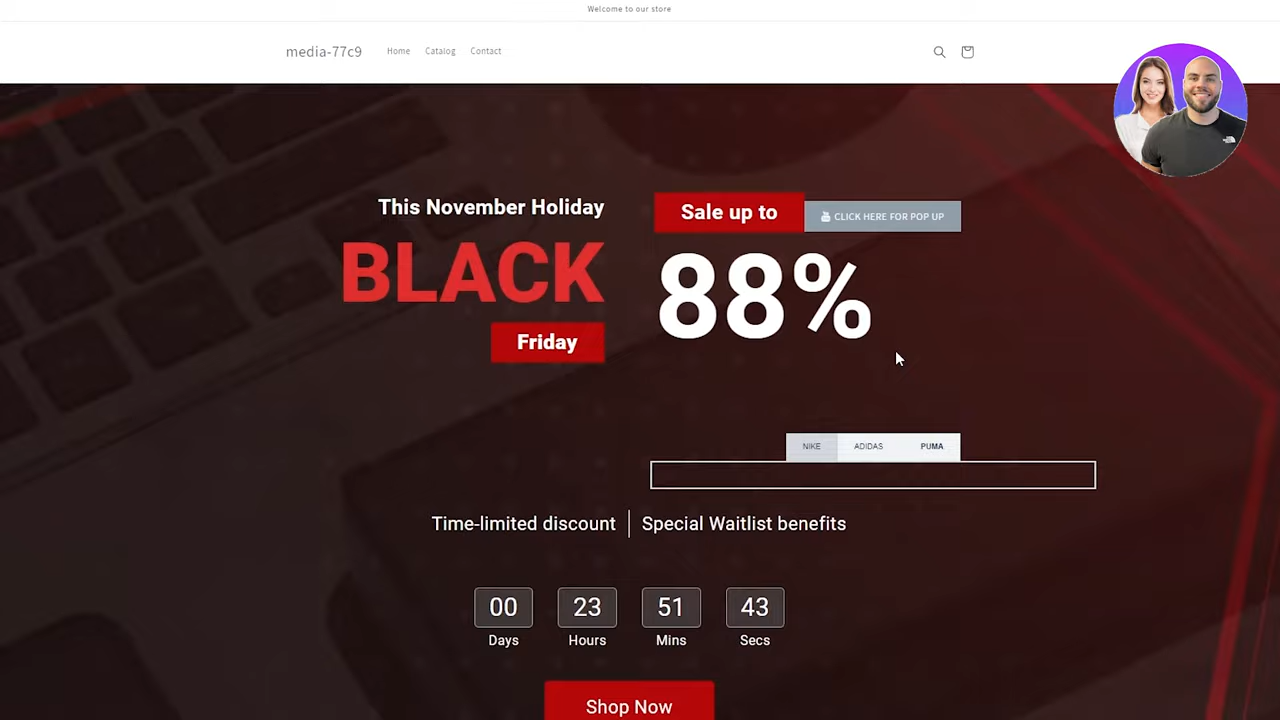 Welcome to our store
media-77c9
Home
Catalog
Contact
This November Holiday
BLACK
Friday
Sale up to
CLICK HERE FOR POP UP
88%
NIKE
ADIDAS
PUMA
Time-limited discount
Special Waitlist benefits
00
23
51
43
Days
Hours
Mins
Secs
Shop Now